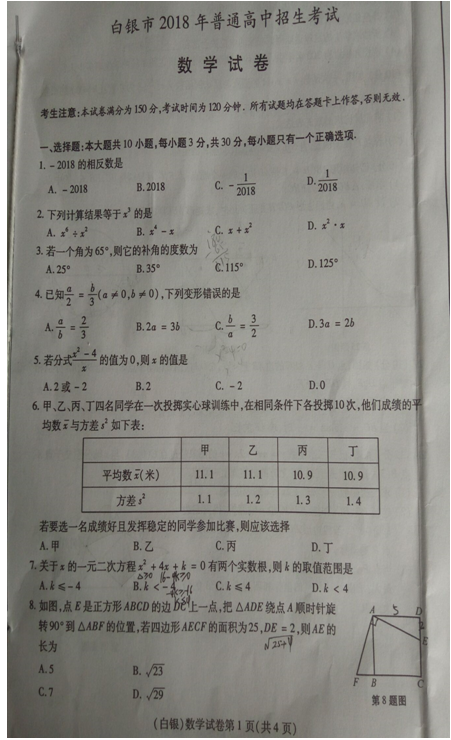 白银市 2018 年普通高中招生考试
数 学 试 卷
考生注意:本试卷满分为150分,考试时间为120分钟.所有试题均在答题卡上作答,否则无效.
一、选择题:本大题共10小题,每小题3分,共30分,每小题只有一个正确选项.
1. -2018的相反数是
A. -2018 B. 2018 C. -1/2018 D. 1/2018
2. 下列计算结果等于x³的是
A. x⁶÷x² B. x⁴-x C. x+x² D. x²·x
3. 若一个角为65°,则它的补角的度数为
A. 25° B. 35° C. 115° D. 125°
4. 已知a/2=b/3(a≠0,b≠0),下列变形错误的是
A. a/b=2/3 B. 2a=3b C. b/a=3/2 D. 3a=2b
5. 若分式(x²-4)/x的值为0,则x的值是
A. 2或-2 B. 2 C. -2 D. 0
6. 甲、乙、丙、丁四名同学在一次投掷实心球训练中,在相同条件下各投掷10次,他们成绩的平
均数x̄与方差s²如下表:
甲 乙 丙 丁
平均数x̄(米) 11.1 11.1 10.9 10.9
方差s² 1.1 1.2 1.3 1.4
若要选一名成绩好且发挥稳定的同学参加比赛,则应该选择
A. 甲 B. 乙 C. 丙 D. 丁
7. 关于x的一元二次方程x²+4x+k=0有两个实数根,则k的取值范围是
A. k≤-4 B. k<-4 C. k≤4 D. k<4
8. 如图,点E是正方形ABCD的边DC上一点,把△ADE绕点A顺时针旋
转90°到△ABF的位置,若四边形AECF的面积为25,DE=2,则AE的
长为
A. 5 B. √23
C. 7 D. √29
A 5 D
E
F B C
第8题图
(白银)数学试卷第1页(共4页)